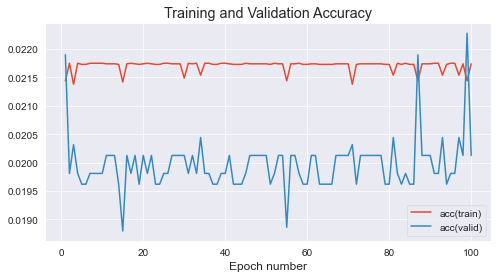 Training and Validation Accuracy
0.0220
0.0215
0.0210
0.0205
0.0200
0.0195
0.0190
acc(train)
acc(valid)
0 20 40 60 80 100
Epoch number